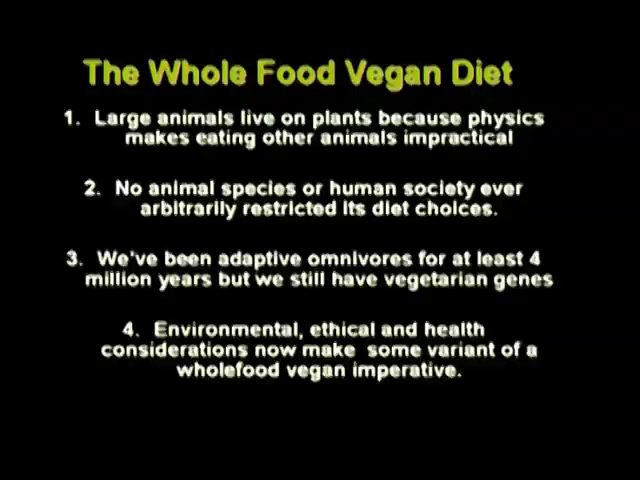 The Whole Food Vegan Diet
1. Large animals live on plants because physics
makes eating other animals impractical
2. No animal species or human society ever
arbitrarily restricted its diet choices.
3. We've been adaptive omnivores for at least 4
million years but we still have vegetarian genes
4. Environmental, ethical and health
considerations now make some variant of a
wholefood vegan imperative.